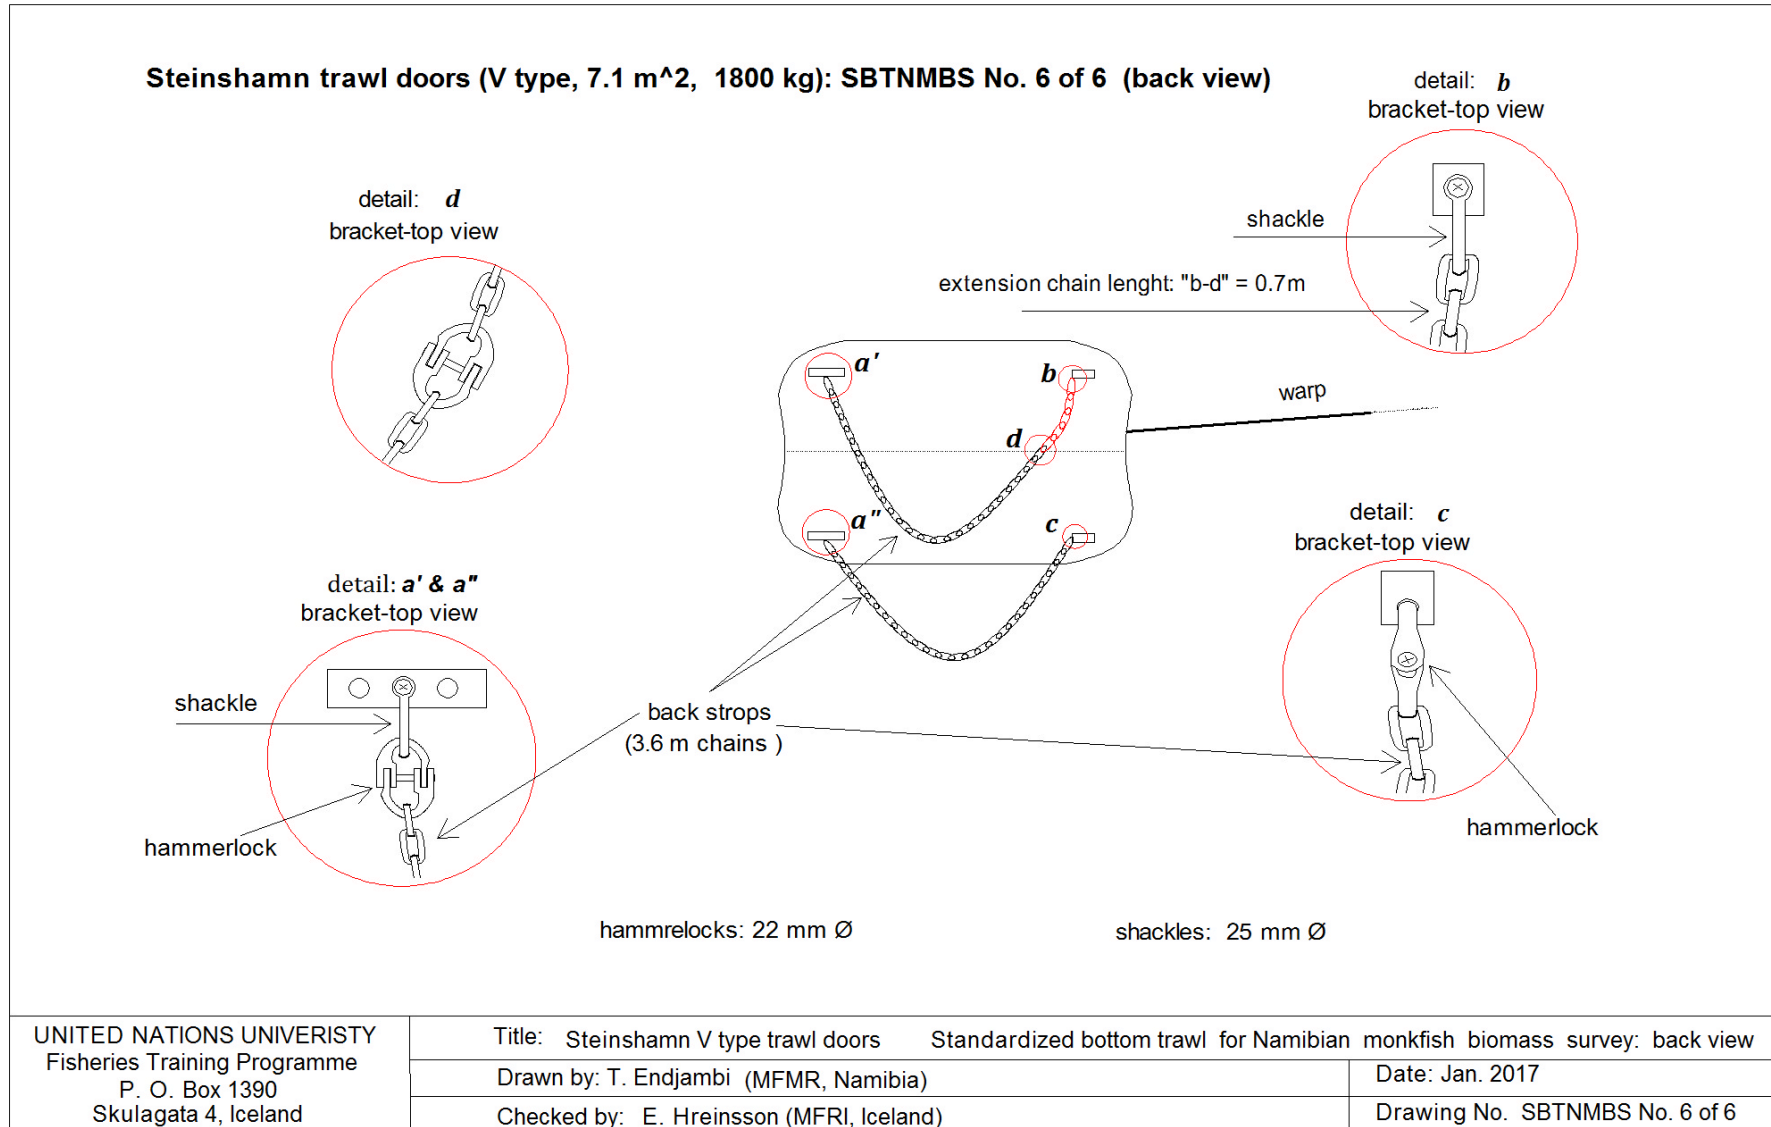 Steinshamn trawl doors (V type, 7.1 m^2, 1800 kg): SBTNMBS No. 6 of 6 (back view)
detail: b
bracket-top view
detail: d
bracket-top view
shackle
extension chain lenght: "b-d" = 0.7m
a'
b
warp
d
a"
c
detail: c
bracket-top view
detail: a' & a"
bracket-top view
shackle
back strops
(3.6 m chains )
hammerlock
hammerlock
hammrelocks: 22 mm Ø
shackles: 25 mm Ø
UNITED NATIONS UNIVERISTY
Fisheries Training Programme
P. O. Box 1390
Skulagata 4, Iceland
Title: Steinshamn V type trawl doors Standardized bottom trawl for Namibian monkfish biomass survey: back view
Drawn by: T. Endjambi (MFMR, Namibia)
Date: Jan. 2017
Checked by: E. Hreinsson (MFRI, Iceland)
Drawing No. SBTNMBS No. 6 of 6